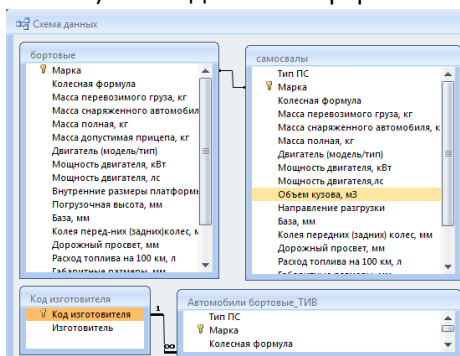 Схема данных
бортовые
Марка
Колесная формула
Масса перевозимого груза, кг
Масса снаряженного автомобил
Масса полная, кг
Масса допустимая прицепа, кг
Двигатель (модель/тип)
Мощность двигателя, кВт
Мощность двигателя, лс
Внутренние размеры платформы
Погрузочная высота, мм
База, мм
Колея перед-них (задних)колес, м
Дорожный просвет, мм
Расход топлива на 100 км, л
Габаритные размеры, мм
самосвалы
Тип ПС
Марка
Колесная формула
Масса перевозимого груза, кг
Масса снаряженного автомобиля, к
Масса полная, кг
Двигатель (модель/тип)
Мощность двигателя, кВт
Мощность двигателя,лс
Объем кузова, м3
Направление разгрузки
База, мм
Колея передних (задних) колес, мм
Дорожный просвет, мм
Расход топлива на 100 км, л
Код изготовителя
Код изготовителя
Изготовитель
1
∞
Автомобили бортовые_ТИВ
Тип ПС
Марка
Колесная формула